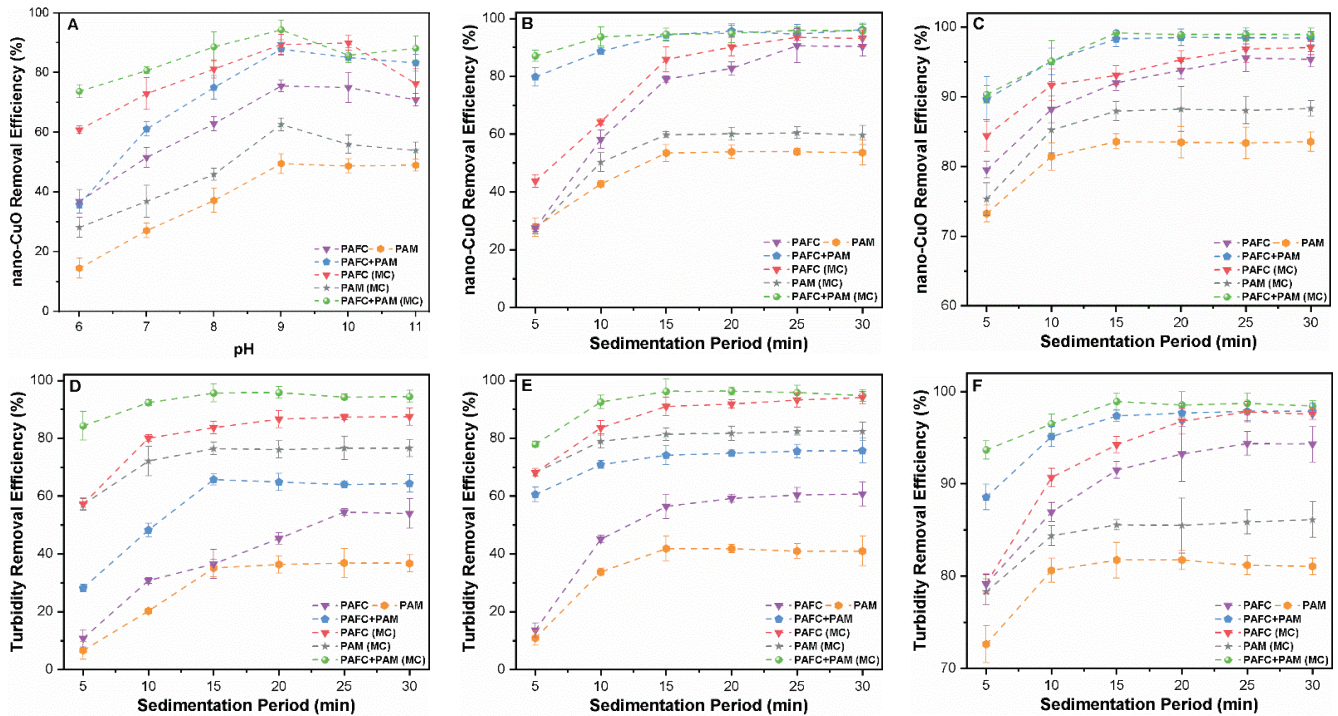 A
nano-CuO Removal Efficiency (%)
100
80
60
40
20
0
PAFC PAM
PAFC+PAM
PAFC (MC)
PAM (MC)
PAFC+PAM (MC)
6 7 8 9 10 11
pH
B
nano-CuO Removal Efficiency (%)
100
80
60
40
20
0
PAFC PAM
PAFC+PAM
PAFC (MC)
PAM (MC)
PAFC+PAM (MC)
5 10 15 20 25 30
Sedimentation Period (min)
C
nano-CuO Removal Efficiency (%)
100
90
80
70
60
PAFC PAM
PAFC+PAM
PAFC (MC)
PAM (MC)
PAFC+PAM (MC)
5 10 15 20 25 30
Sedimentation Period (min)
D
Turbidity Removal Efficiency (%)
100
80
60
40
20
0
PAFC PAM
PAFC+PAM
PAFC (MC)
PAM (MC)
PAFC+PAM (MC)
5 10 15 20 25 30
Sedimentation Period (min)
E
Turbidity Removal Efficiency (%)
100
80
60
40
20
0
PAFC PAM
PAFC+PAM
PAFC (MC)
PAM (MC)
PAFC+PAM (MC)
5 10 15 20 25 30
Sedimentation Period (min)
F
Turbidity Removal Efficiency (%)
100
90
80
70
PAFC PAM
PAFC+PAM
PAFC (MC)
PAM (MC)
PAFC+PAM (MC)
5 10 15 20 25 30
Sedimentation Period (min)